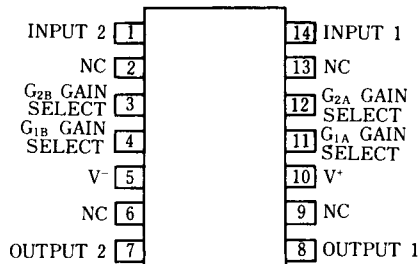 INPUT 2 1
NC 2
G2B GAIN
SELECT 3
G1B GAIN
SELECT 4
V− 5
NC 6
OUTPUT 2 7
14 INPUT 1
13 NC
12 G2A GAIN
SELECT
11 G1A GAIN
SELECT
10 V+
9 NC
8 OUTPUT 1